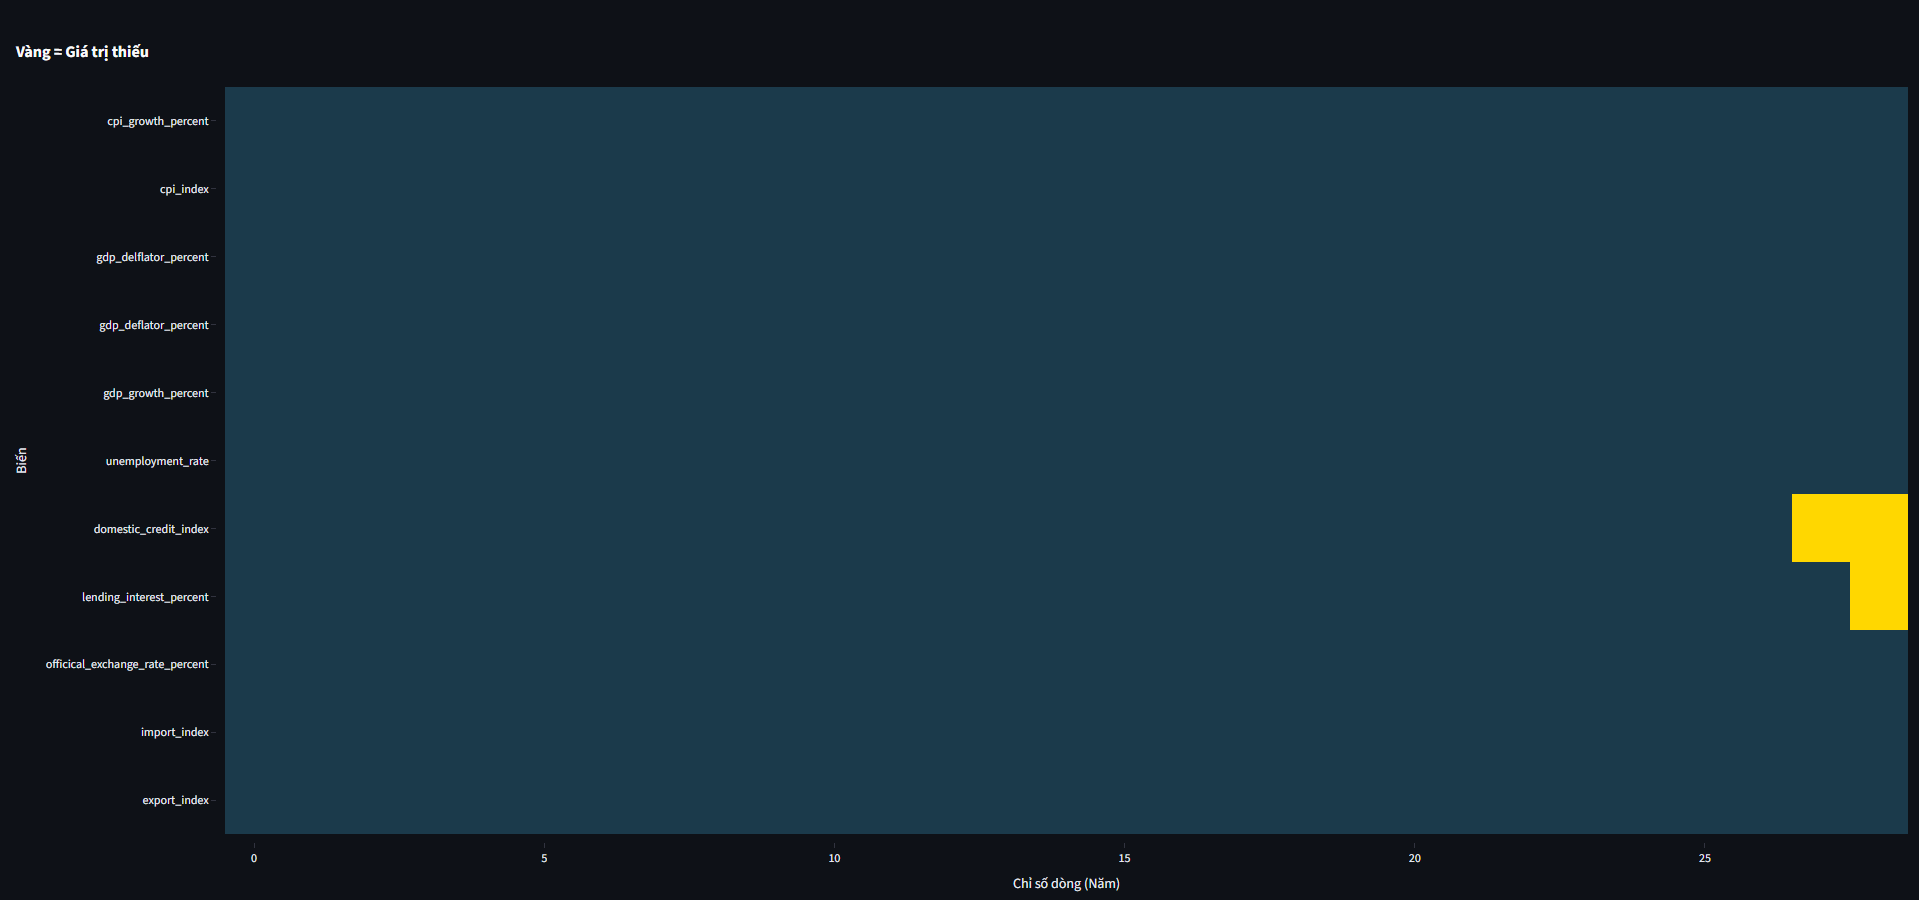 Vàng = Giá trị thiếu
cpi_growth_percent
cpi_index
gdp_delflator_percent
gdp_deflator_percent
gdp_growth_percent
unemployment_rate
domestic_credit_index
lending_interest_percent
officical_exchange_rate_percent
import_index
export_index
Biến
0 5 10 15 20 25
Chỉ số dòng (Năm)